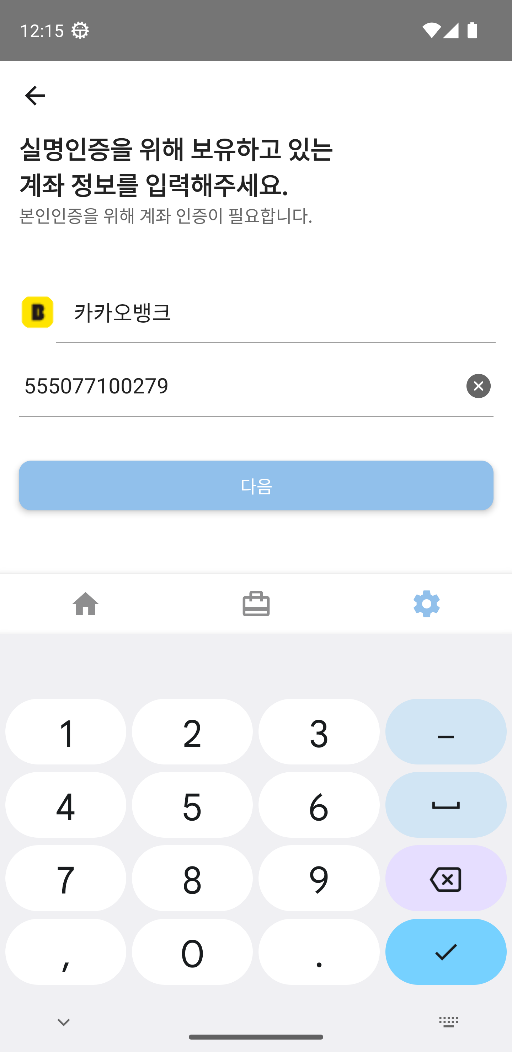 12:15
실명인증을 위해 보유하고 있는
계좌 정보를 입력해주세요.
본인인증을 위해 계좌 인증이 필요합니다.
B 카카오뱅크
555077100279
다음
1 2 3 –
4 5 6
7 8 9
, 0 .